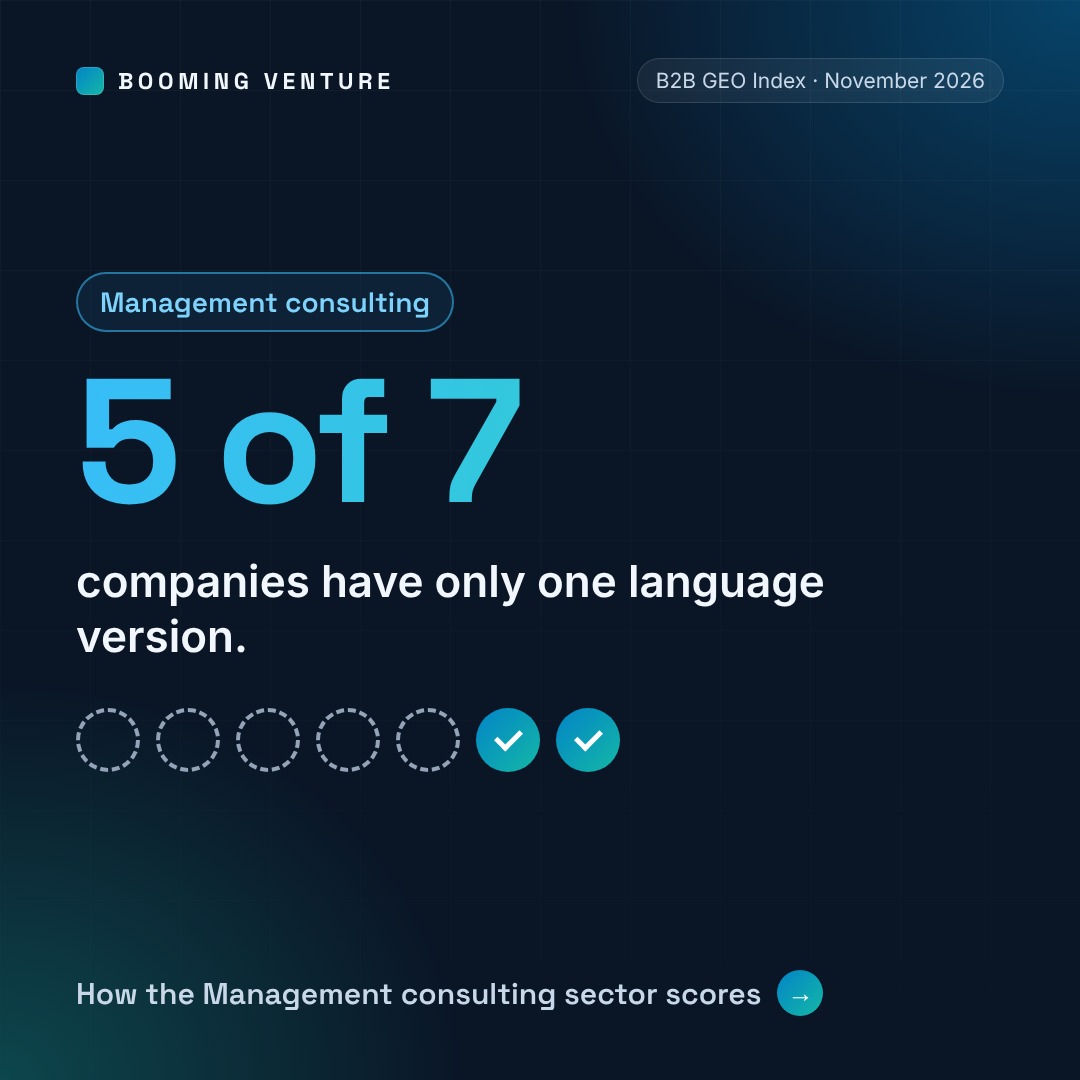 BOOMING VENTURE
B2B GEO Index · November 2026
Management consulting
5 of 7
companies have only one language
version.
How the Management consulting sector scores →